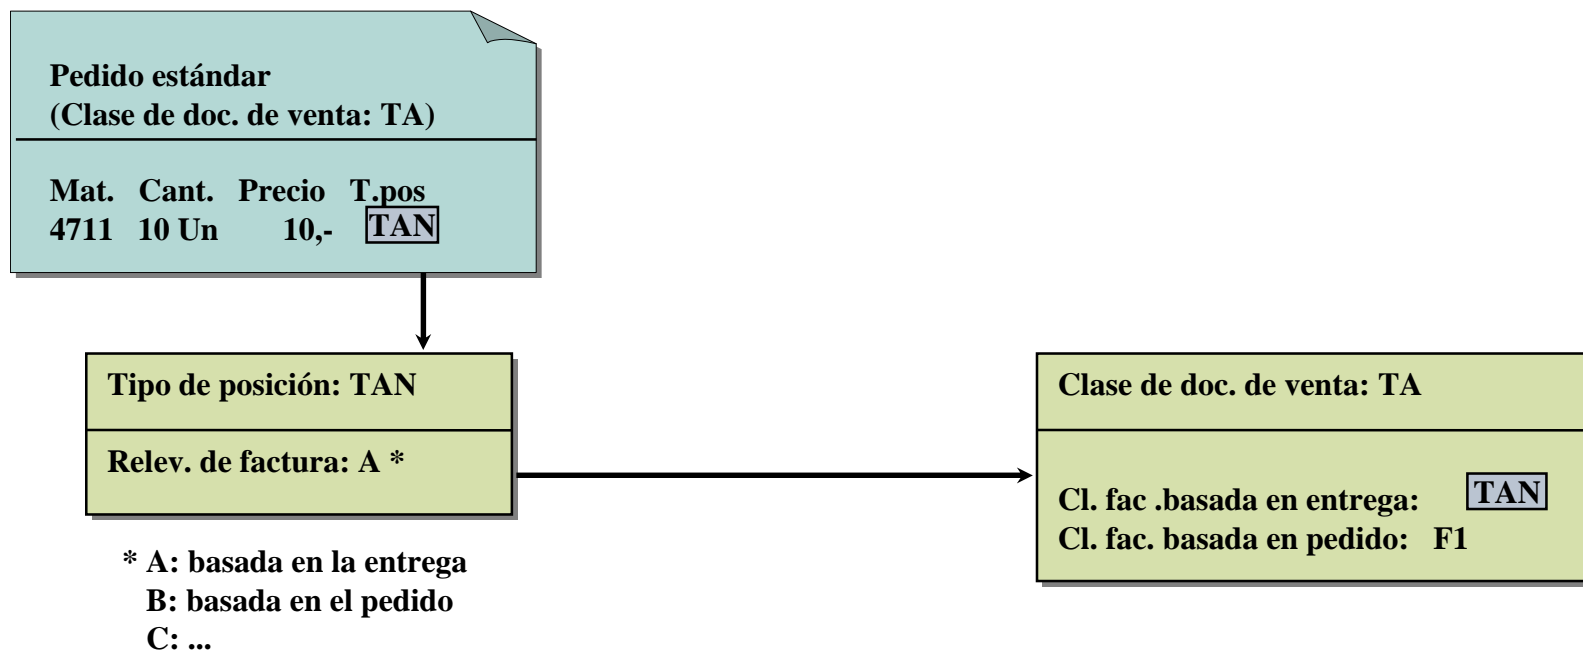 Pedido estándar
(Clase de doc. de venta: TA)
Mat. Cant. Precio T.pos
4711 10 Un 10,- TAN
Tipo de posición: TAN
Relev. de factura: A *
* A: basada en la entrega
B: basada en el pedido
C: ...
Clase de doc. de venta: TA
Cl. fac .basada en entrega: TAN
Cl. fac. basada en pedido: F1